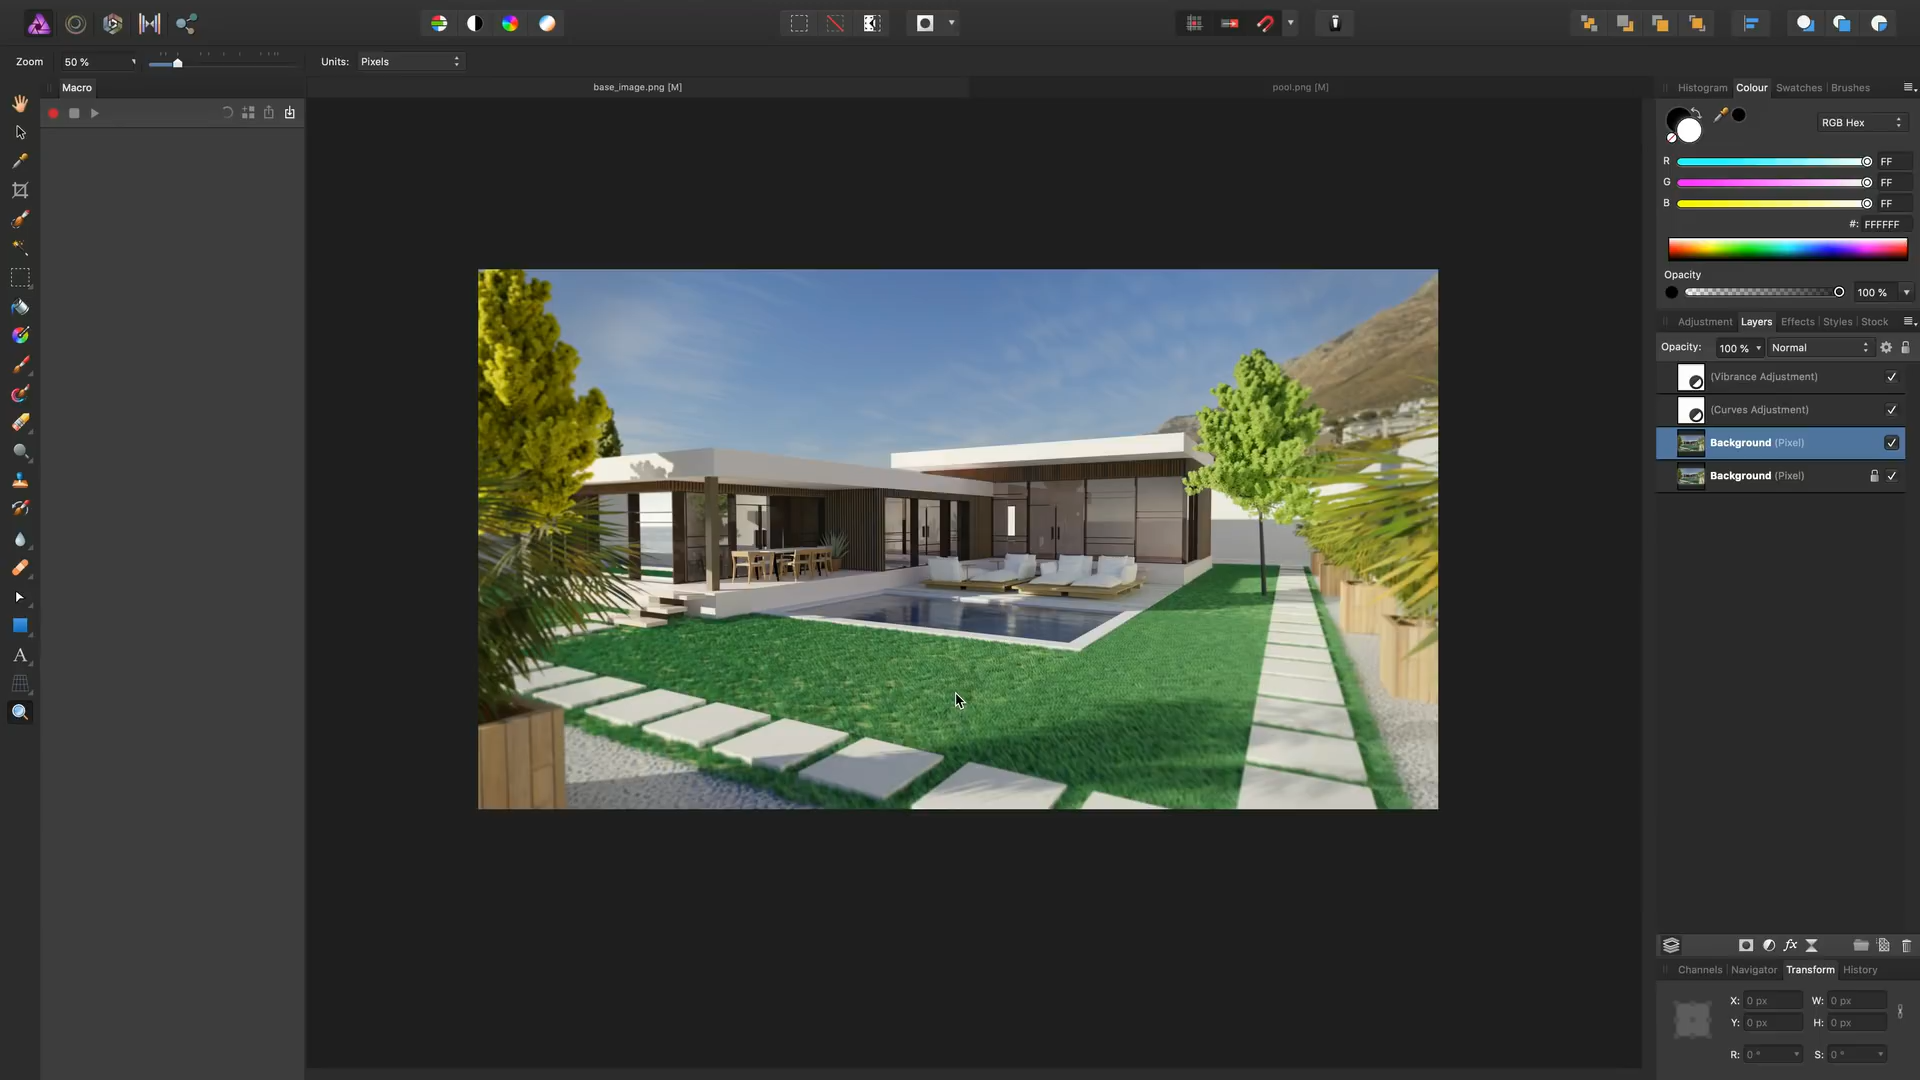 Zoom
50 %
Units:
Pixels
Macro
base_image.png [M]
pool.png [M]
Histogram
Colour
Swatches
Brushes
RGB Hex
R
FF
G
FF
B
FF
#:
FFFFFF
Opacity
100 %
Adjustment
Layers
Effects
Styles
Stock
Opacity:
100 %
Normal
(Vibrance Adjustment)
(Curves Adjustment)
Background (Pixel)
Background (Pixel)
fx
Channels
Navigator
Transform
History
X:
0 px
W:
0 px
Y:
0 px
H:
0 px
R:
0 °
S:
0 °